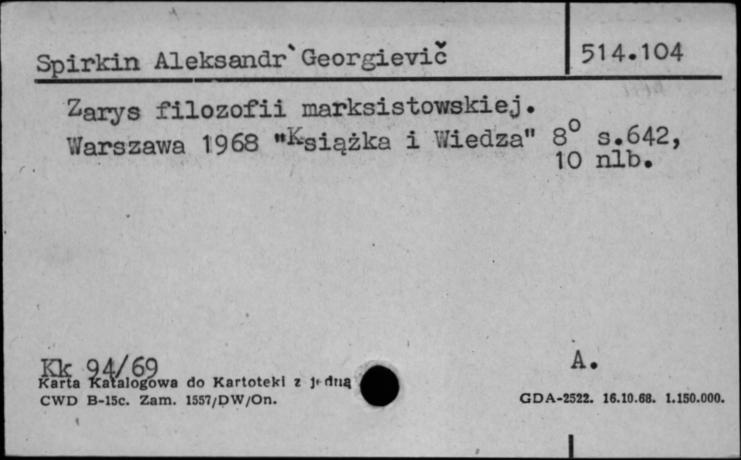 Spirkin Aleksandr`Georgievič
514.104
Zarys filozofii marksistowskiej.
Warszawa 1968 "Książka i Wiedza" 8° s.642,
10 nlb.
Kk 94/69
A.
Karta Katalogowa do Kartoteki z jedną
CWD B-15c. Zam. 1557/DW/On.
GDA-2522. 16.10.68. 1.150.000.